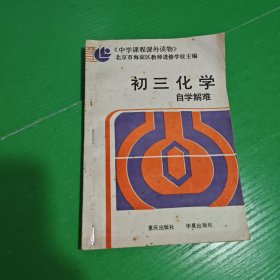 《中学课程课外读物》
北京市海淀区教师进修学校主编
初三化学
自学解难
重庆出版社 华夏出版社